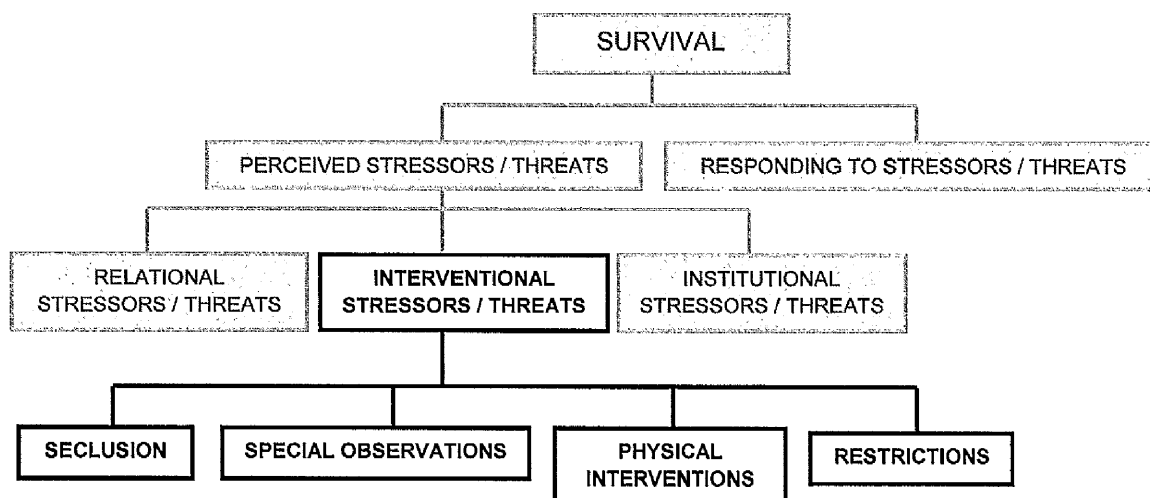 SURVIVAL
PERCEIVED STRESSORS / THREATS
RESPONDING TO STRESSORS / THREATS
RELATIONAL
STRESSORS / THREATS
INTERVENTIONAL
STRESSORS / THREATS
INSTITUTIONAL
STRESSORS / THREATS
SECLUSION
SPECIAL OBSERVATIONS
PHYSICAL
INTERVENTIONS
RESTRICTIONS